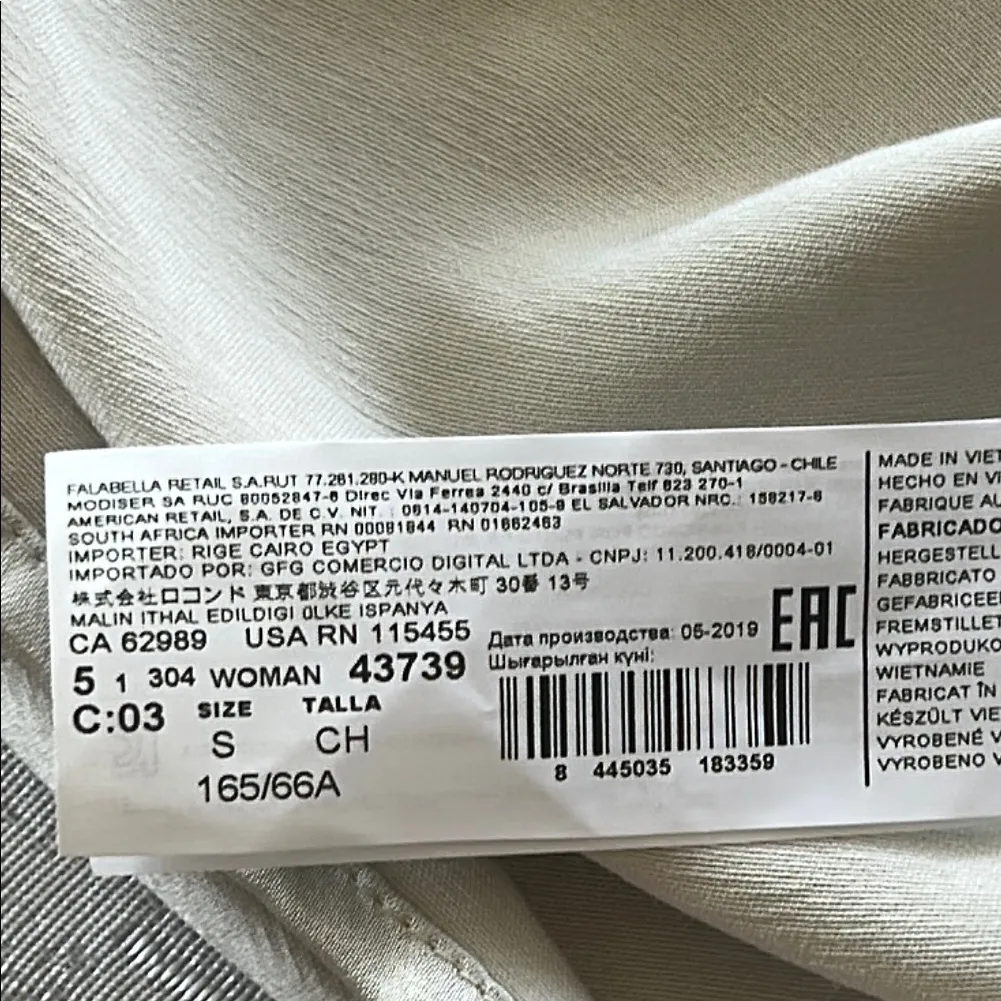 FALABELLA RETAIL S.A.RUT 77.261.280-K MANUEL RODRIGUEZ NORTE 730, SANTIAGO - CHILE
MODISER SA RUC 80052847-6 Direc Via Ferrea 2440 c/ Brasilia Telf 623 270-1
AMERICAN RETAIL, S.A. DE C.V. NIT. : 0614-140704-105-9 EL SALVADOR NRC.: 158217-6
SOUTH AFRICA IMPORTER RN 00081844 RN 01662463
IMPORTER: RIGE CAIRO EGYPT
IMPORTADO POR: GFG COMERCIO DIGITAL LTDA - CNPJ: 11.200.418/0004-01
株式会社ロコンド 東京都渋谷区元代々木町 30番 13号
MALIN ITHAL EDILDIGI ÜLKE ISPANYA
CA 62989 USA RN 115455
5 1 304 WOMAN 43739
C:03 SIZE TALLA
S CH
165/66A
Дата производства: 05-2019
Шығарылған күні:
EAC
8 445035 183359
MADE IN VIET
HECHO EN VI
FABRIQUE AU
FABRICADO
HERGESTELL
FABBRICATO
GEFABRICEE
FREMSTILLET
WYPRODUKO
WIETNAMIE
FABRICAT ÎN
KÉSZÜLT VIE
VYROBENÉ V
VYROBENO V